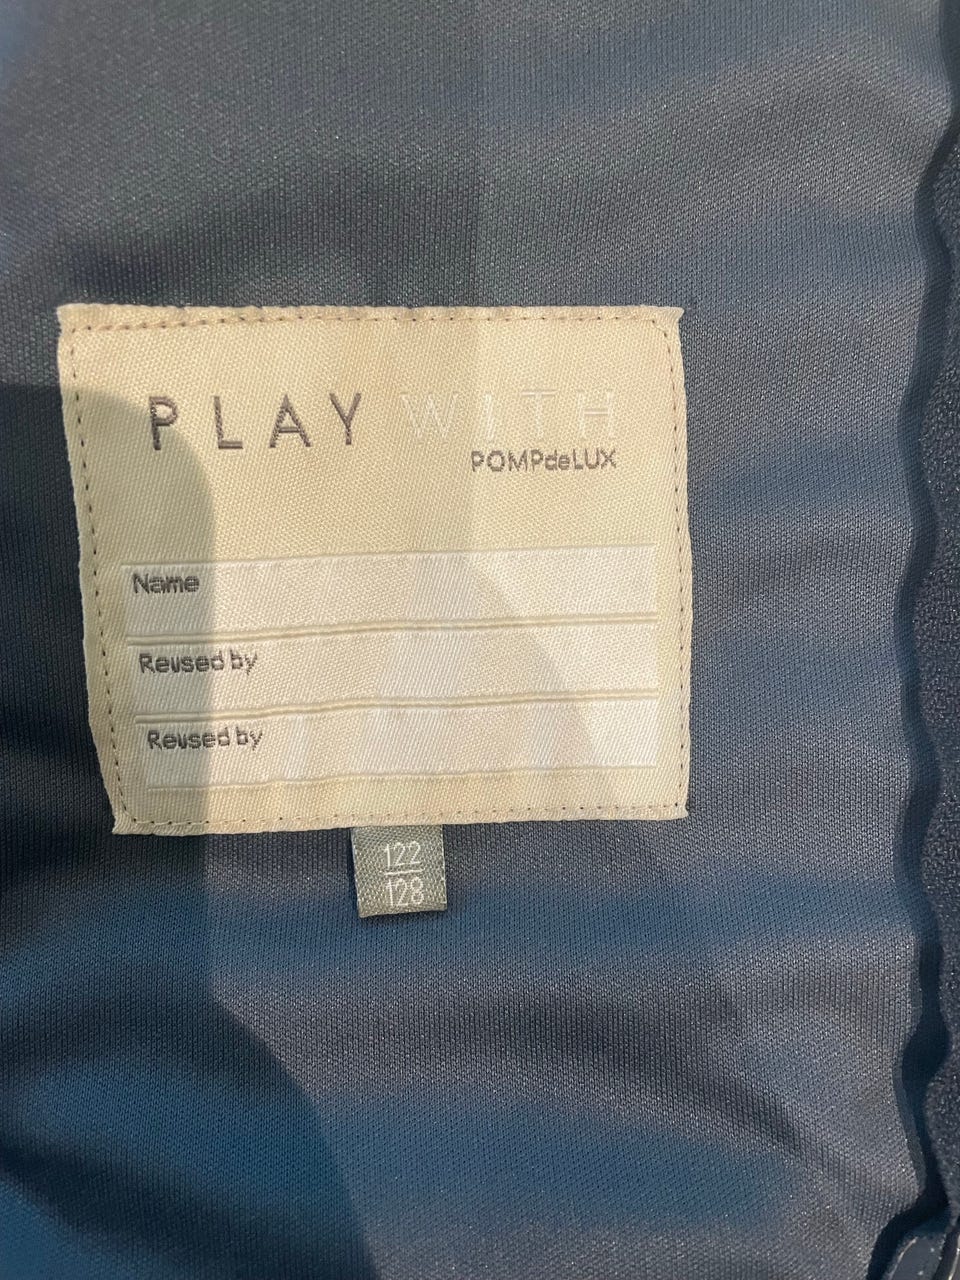 PLAY WITH
POMPdeLUX
Name
Reused by
Reused by
122
128